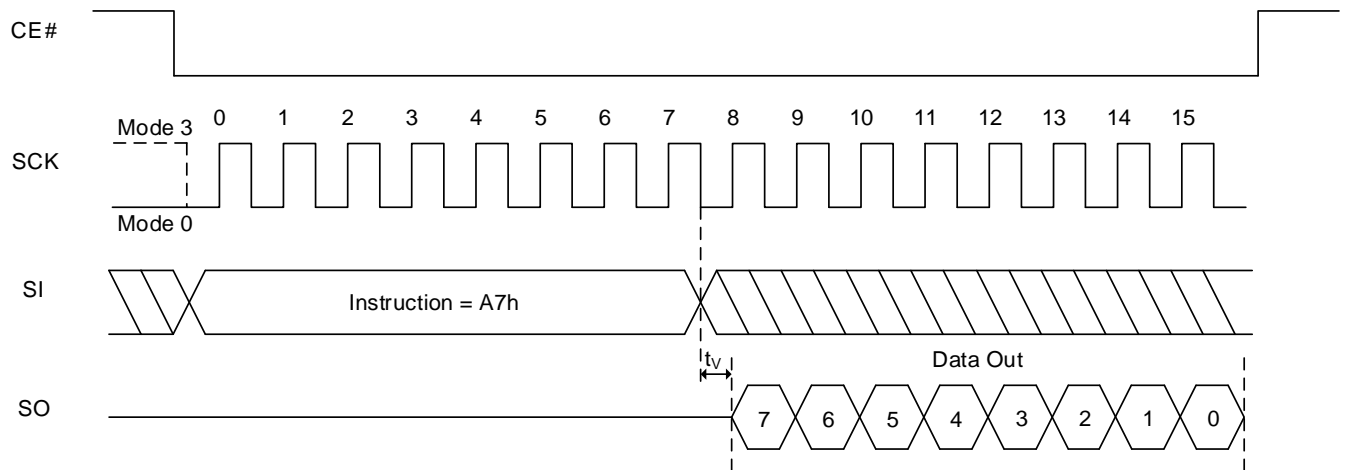 CE#
Mode 3 0 1 2 3 4 5 6 7 8 9 10 11 12 13 14 15
SCK
Mode 0
SI
Instruction = A7h
tV Data Out
SO 7 6 5 4 3 2 1 0